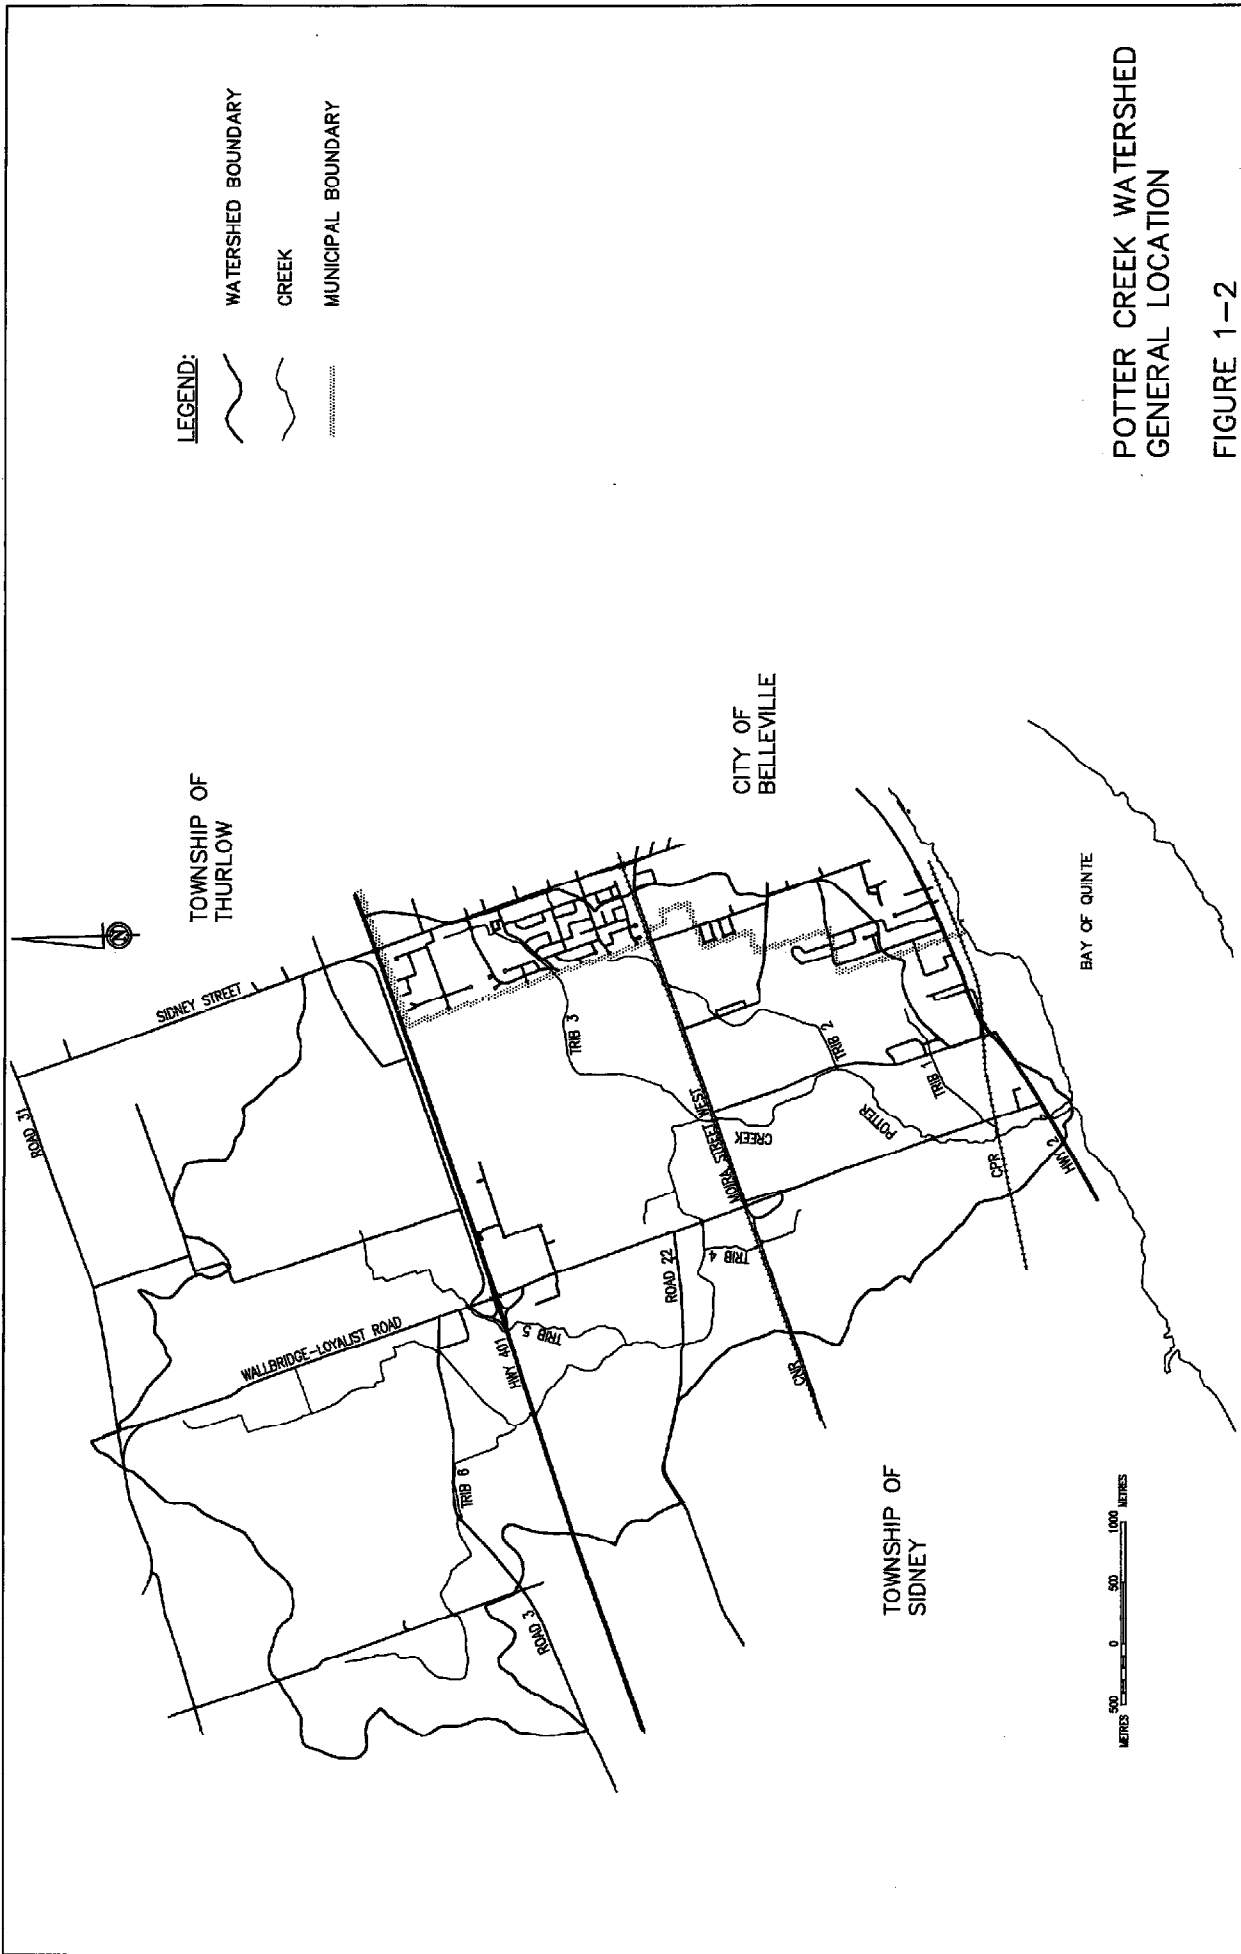 LEGEND:
WATERSHED BOUNDARY
CREEK
MUNICIPAL BOUNDARY
TOWNSHIP OF
THURLOW
N
ROAD 31
SIDNEY STREET
WALLBRIDGE-LOYALIST ROAD
HWY 401
TRIB 6
TRIB 5
TRIB 3
ROAD 3
ROAD 22
TRIB 4
MOIRA STREET WEST
CREEK
CNR
CITY OF
BELLEVILLE
TRIB 2
POTTER
TRIB 1
CPR
HWY 2
BAY OF QUINTE
TOWNSHIP OF
SIDNEY
METRES 500 0 500 1000 METRES
POTTER CREEK WATERSHED
GENERAL LOCATION
FIGURE 1-2